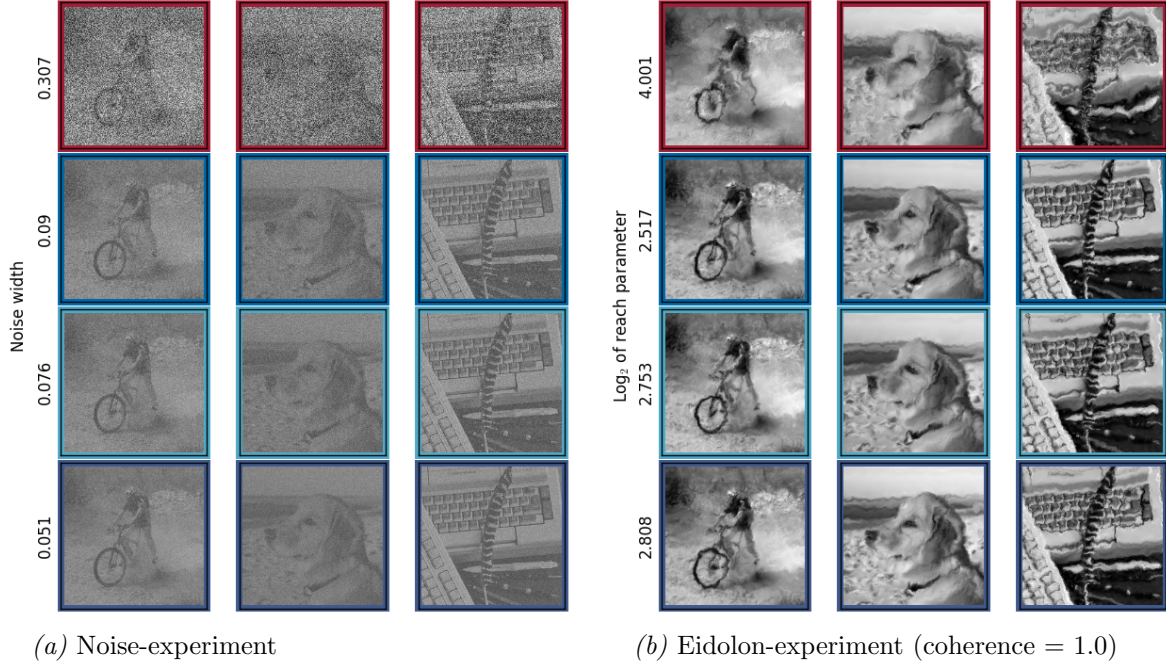 Noise width
0.307
0.09
0.076
0.051
(a) Noise-experiment
Log₂ of reach parameter
4.001
2.517
2.753
2.808
(b) Eidolon-experiment (coherence = 1.0)